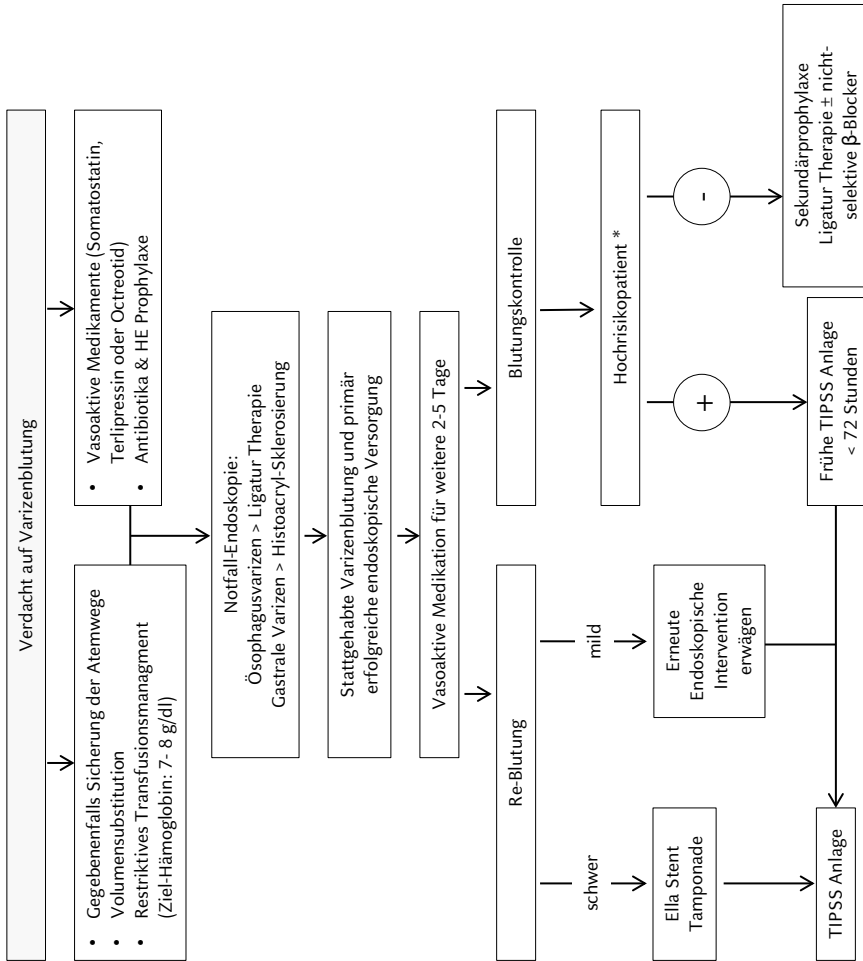 Verdacht auf Varizenblutung
• Gegebenenfalls Sicherung der Atemwege
• Volumensubstitution
• Restriktives Transfusionsmanagment
(Ziel-Hämoglobin: 7- 8 g/dl)
• Vasoaktive Medikamente (Somatostatin,
Terlipressin oder Octreotid)
• Antibiotika & HE Prophylaxe
Notfall-Endoskopie:
Ösophagusvarizen > Ligatur Therapie
Gastrale Varizen > Histoacryl-Sklerosierung
Stattgehabte Varizenblutung und primär
erfolgreiche endoskopische Versorgung
Vasoaktive Medikation für weitere 2-5 Tage
Re-Blutung
Blutungskontrolle
schwer
mild
Hochrisikopatient *
Ella Stent
Tamponade
Erneute
Endoskopische
Intervention
erwägen
+
-
TIPSS Anlage
Frühe TIPSS Anlage
< 72 Stunden
Sekundärprophylaxe
Ligatur Therapie ± nicht-
selektive β-Blocker